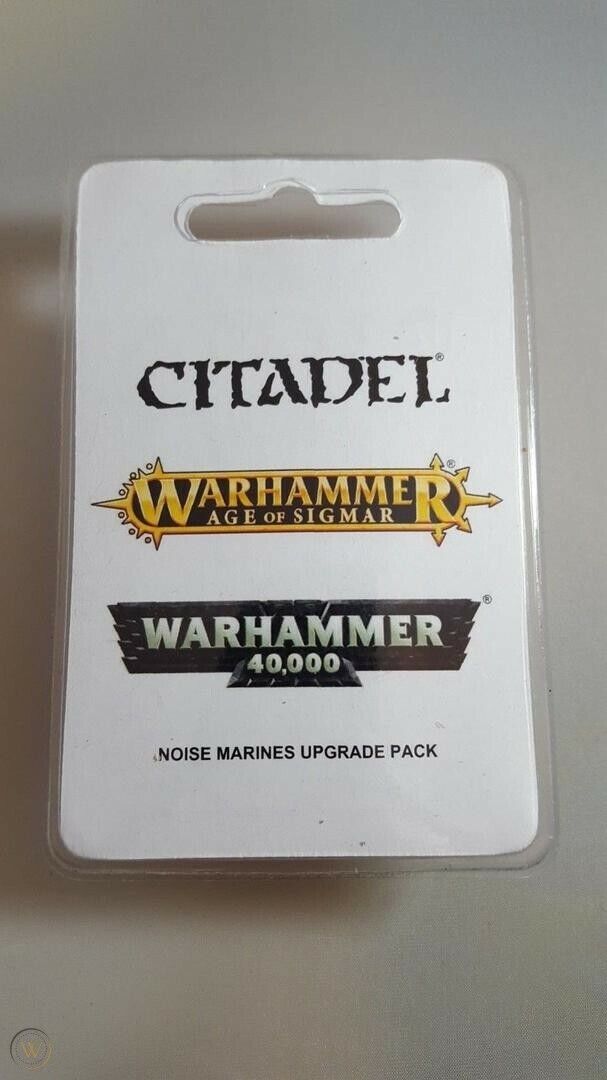 CITADEL®
WARHAMMER®
AGE OF SIGMAR
WARHAMMER®
40,000
NOISE MARINES UPGRADE PACK
W